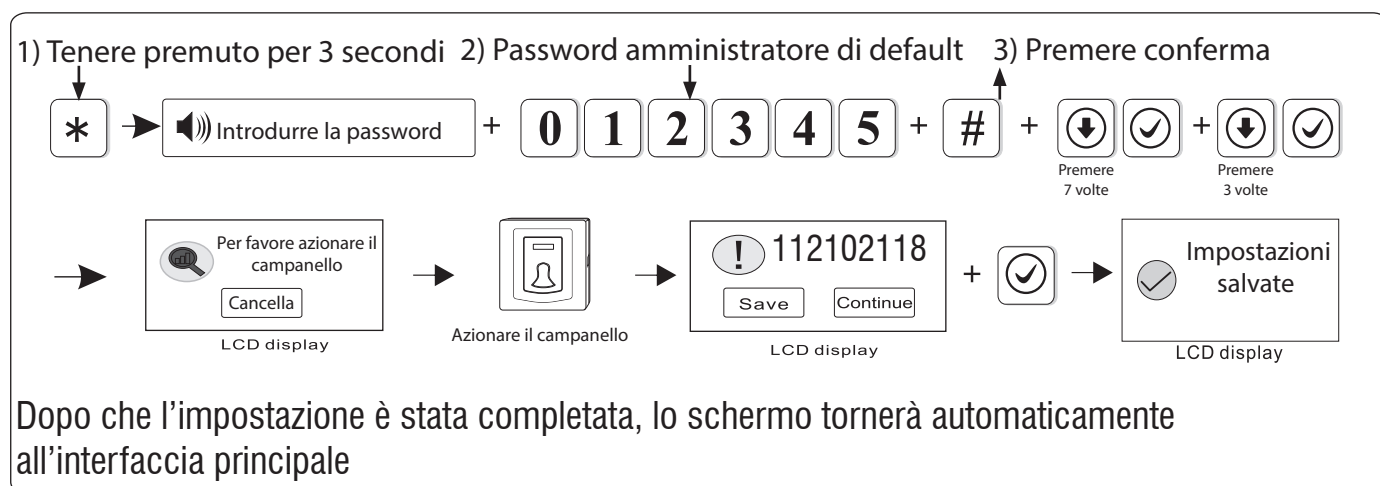 1) Tenere premuto per 3 secondi 2) Password amministratore di default 3) Premere conferma
* Introdurre la password + 0 1 2 3 4 5 + # + +
Premere
7 volte
Premere
3 volte
Per favore azionare il
campanello
Cancella
LCD display
Azionare il campanello
! 112102118
Save Continue
LCD display
+
Impostazioni
salvate
LCD display
Dopo che l’impostazione è stata completata, lo schermo tornerà automaticamente
all’interfaccia principale